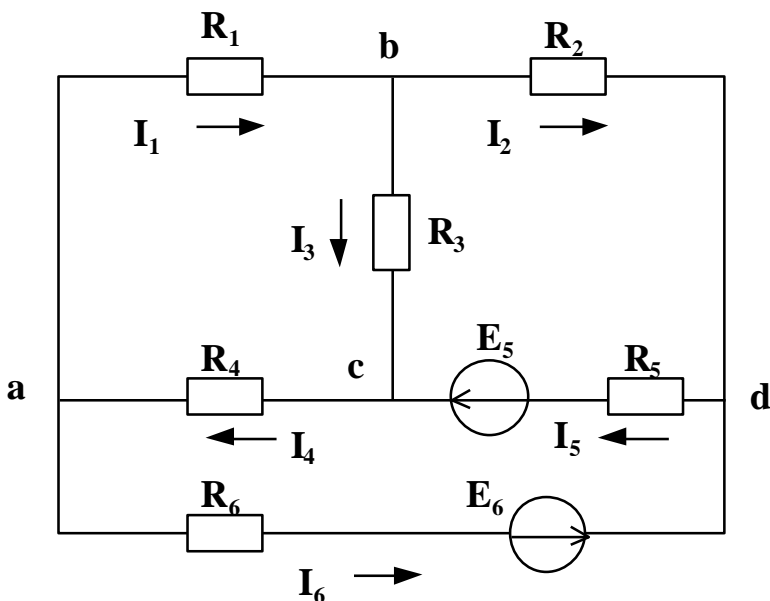 R₁
b
R₂
I₁
I₂
I₃
R₃
E₅
R₄
c
R₅
a
d
I₄
I₅
R₆
E₆
I₆